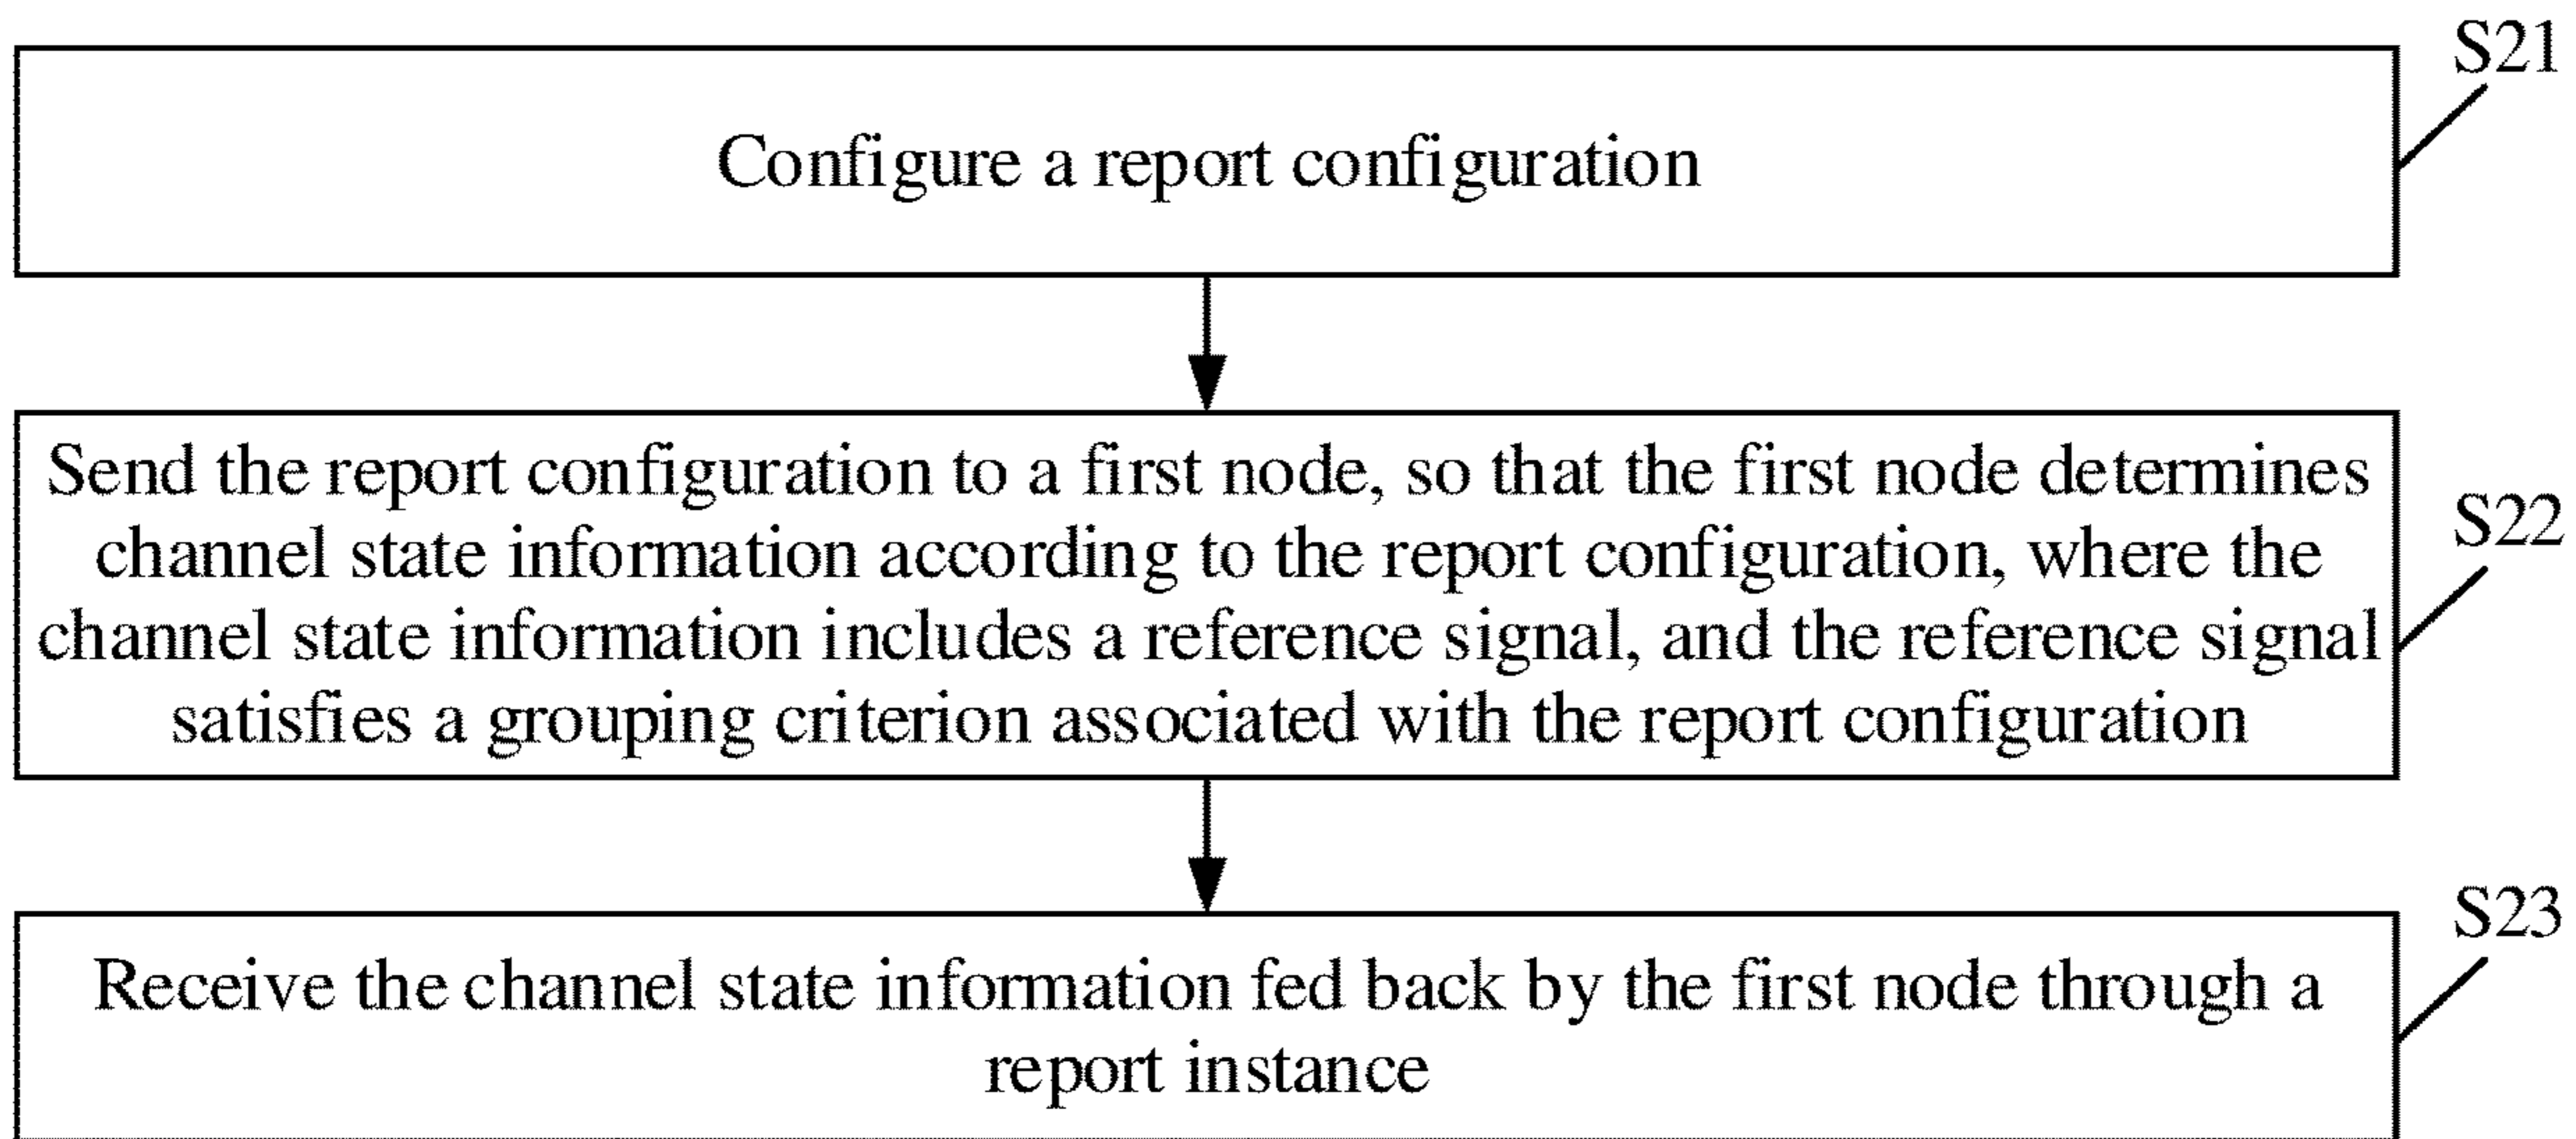 S21
Configure a report configuration
Send the report configuration to a first node, so that the first node determines
channel state information according to the report configuration, where the
channel state information includes a reference signal, and the reference signal
satisfies a grouping criterion associated with the report configuration
S22
Receive the channel state information fed back by the first node through a
report instance
S23